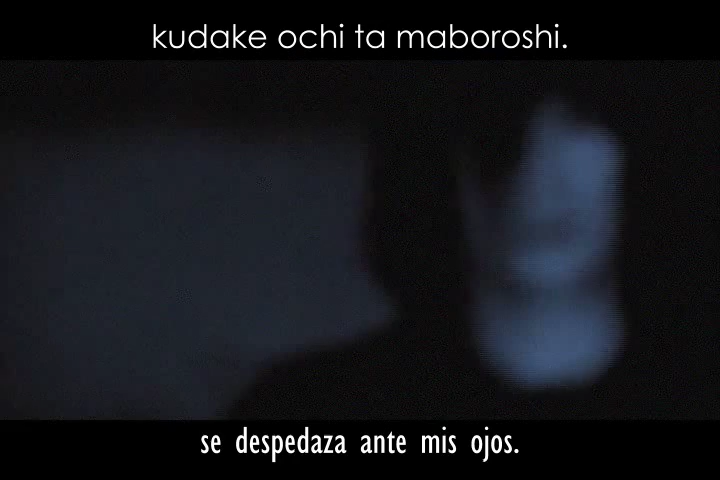 kudake ochi ta maboroshi.
se despedaza ante mis ojos.